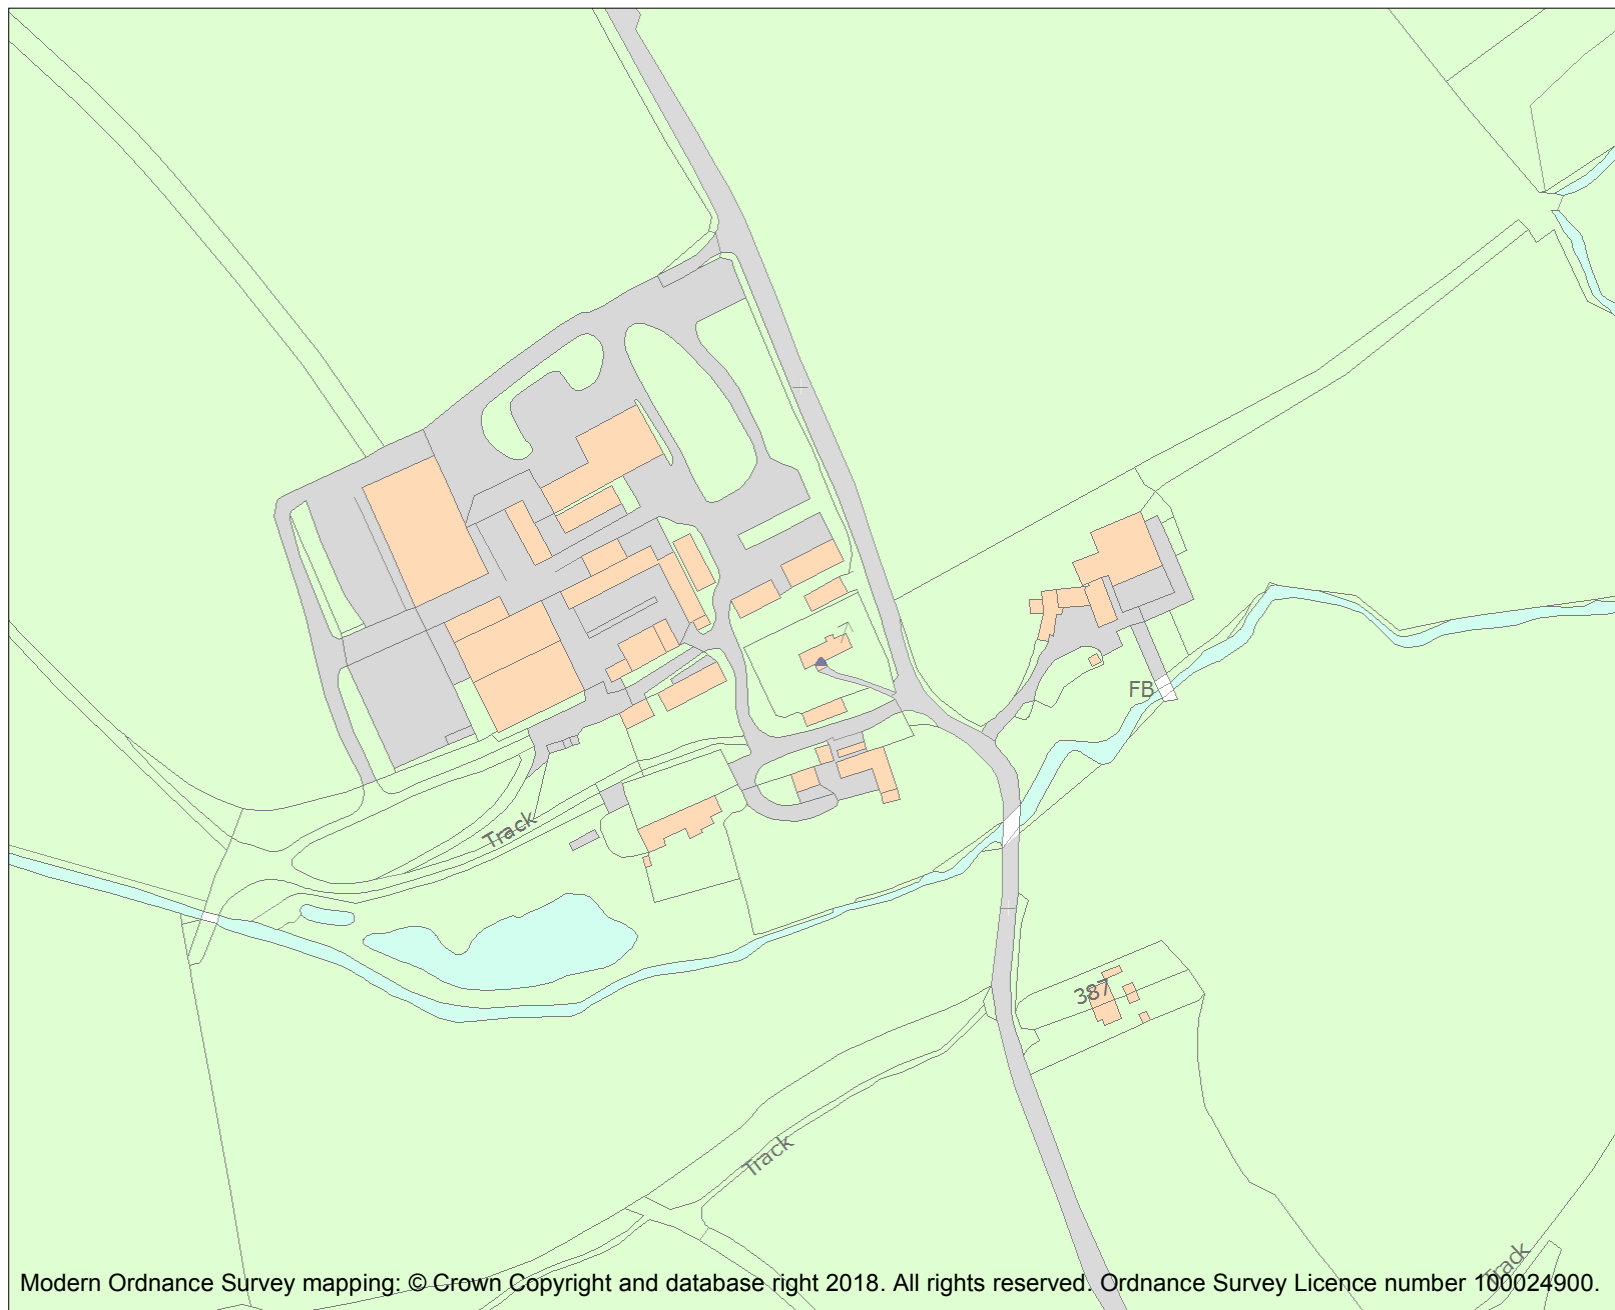 FB
Track
387
Track
Track
Modern Ordnance Survey mapping: © Crown Copyright and database right 2018. All rights reserved. Ordnance Survey Licence number 100024900.